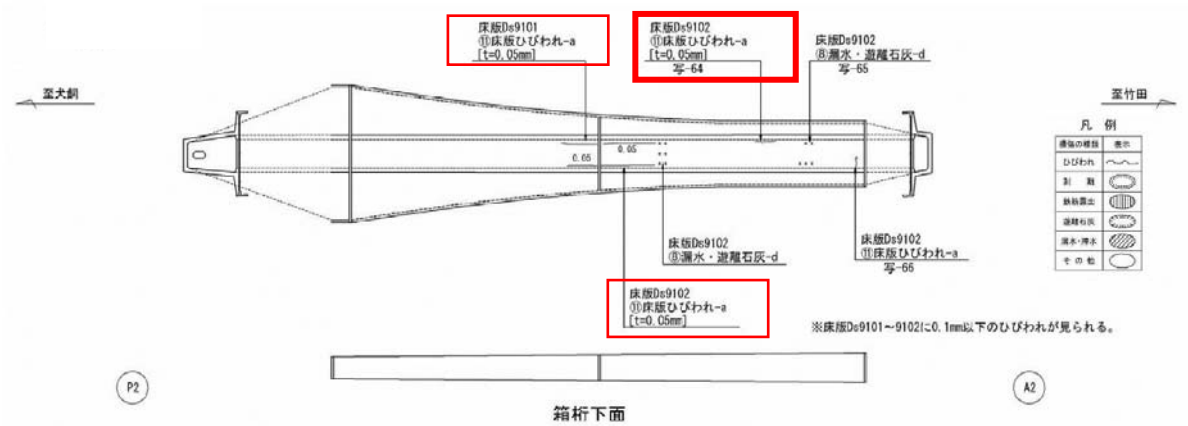 床版Ds9101
⑪床版ひびわれ-a
[t=0.05mm]
床版Ds9102
⑪床版ひびわれ-a
[t=0.05mm]
写-64
床版Ds9102
⑧漏水・遊離石灰-d
写-65
至犬飼
至竹田
凡 例
損傷の種類 表示
ひびわれ
剥 離
鉄筋露出
遊離石灰
漏水・滞水
そ の 他
0.05
0.05
床版Ds9102
⑧漏水・遊離石灰-d
床版Ds9102
⑪床版ひびわれ-a
写-66
床版Ds9102
⑪床版ひびわれ-a
[t=0.05mm]
※床版Ds9101~9102に0.1mm以下のひびわれが見られる。
P2
A2
箱桁下面